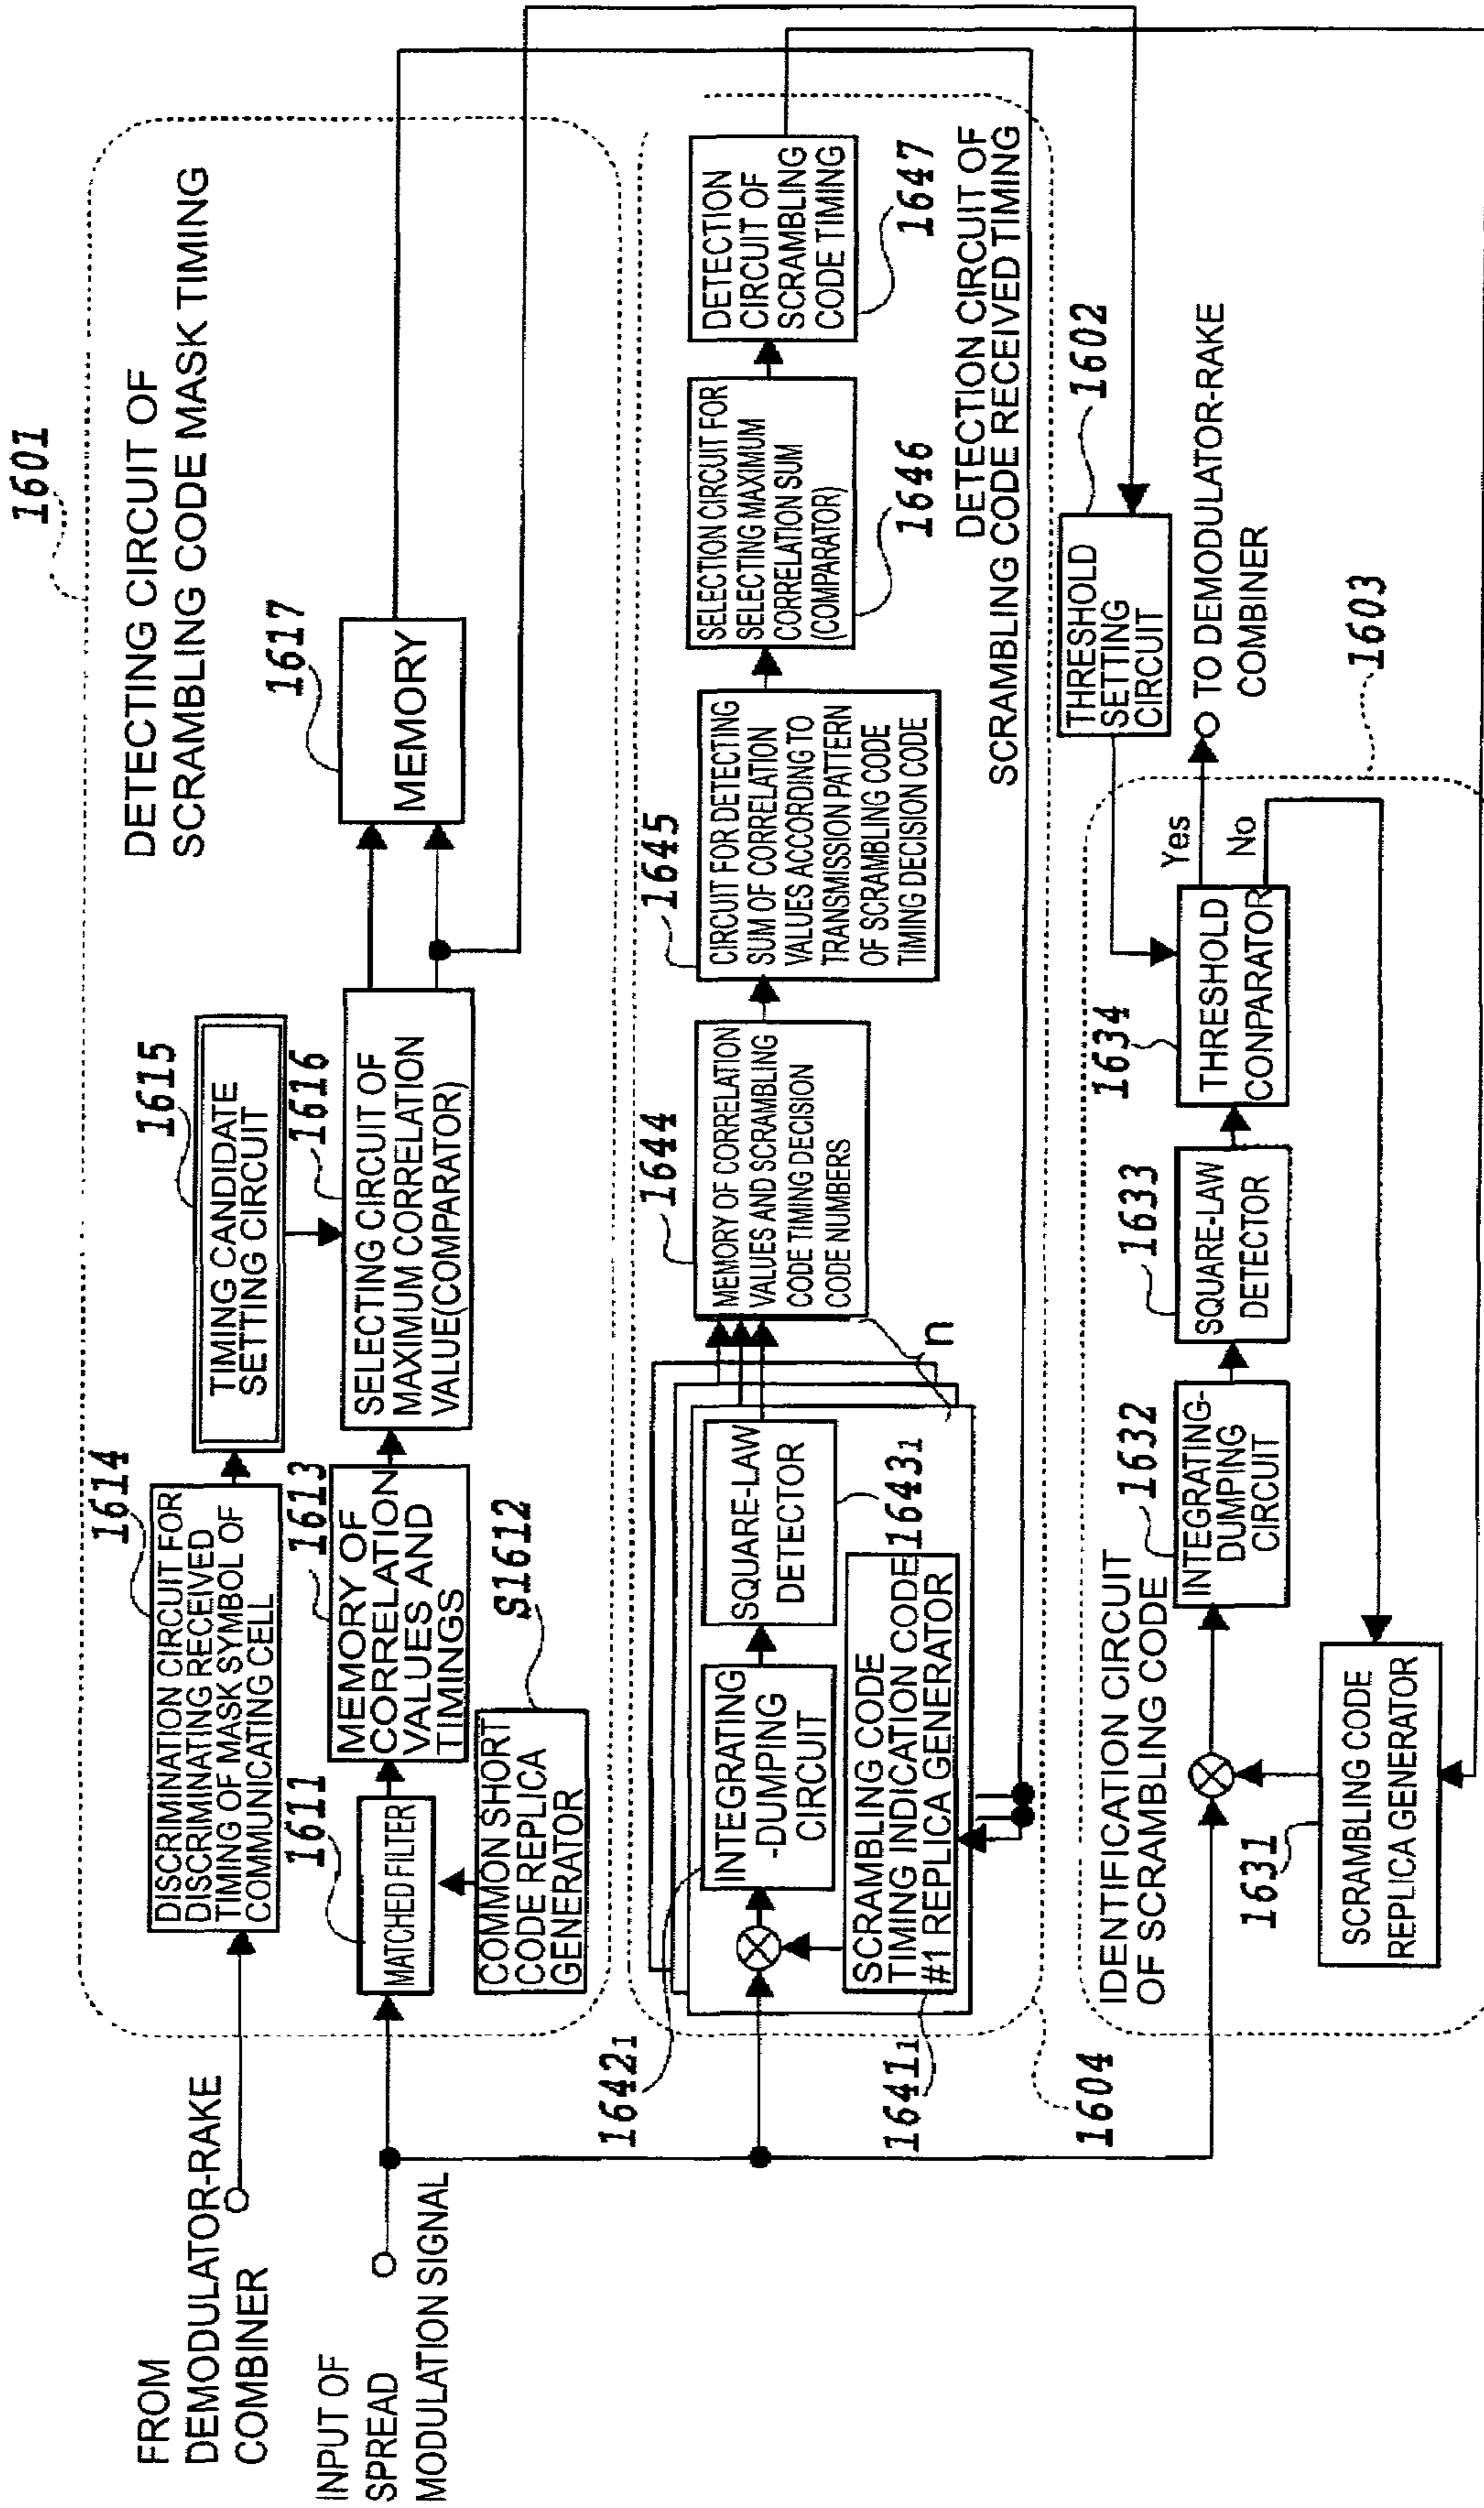 1601
DETECTING CIRCUIT OF
SCRAMBLING CODE MASK TIMING
FROM
DEMODULATOR-RAKE
COMBINER
1614
DISCRIMINATION CIRCUIT FOR
DISCRIMINATING RECEIVED
TIMING OF MASK SYMBOL OF
COMMUNICATING CELL
1615
TIMING CANDIDATE
SETTING CIRCUIT
INPUT OF
SPREAD
MODULATION SIGNAL
1611
MATCHED FILTER
1613
MEMORY OF
CORRELATION
VALUES AND
TIMINGS
1616
SELECTING CIRCUIT OF
MAXIMUM CORRELATION
VALUE(COMPARATOR)
1617
MEMORY
S1612
COMMON SHORT
CODE REPLICA
GENERATOR
16421
INTEGRATING
-DUMPING
CIRCUIT
SQUARE-LAW
DETECTOR
16431
16411
SCRAMBLING CODE
TIMING INDICATION CODE
#1 REPLICA GENERATOR
n
1644
MEMORY OF CORRELATION
VALUES AND SCRAMBLING
CODE TIMING DECISION
CODE NUMBERS
1645
CIRCUIT FOR DETECTING
SUM OF CORRELATION
VALUES ACCORDING TO
TRANSMISSION PATTERN
OF SCRAMBLING CODE
TIMING DECISION CODE
SELECTION CIRCUIT FOR
SELECTING MAXIMUM
CORRELATION SUM
(COMPARATOR)
1646
DETECTION
CIRCUIT OF
SCRAMBLING
CODE TIMING
1647
DETECTION CIRCUIT OF
SCRAMBLING CODE RECEIVED TIMING
1604
THRESHOLD
SETTING
CIRCUIT
1602
IDENTIFICATION CIRCUIT
OF SCRAMBLING CODE
1632
INTEGRATING-
DUMPING
CIRCUIT
1633
SQUARE-LAW
DETECTOR
1634
THRESHOLD
CONPARATOR
Yes
No
TO DEMODULATOR-RAKE
COMBINER
1603
1631
SCRAMBLING CODE
REPLICA GENERATOR